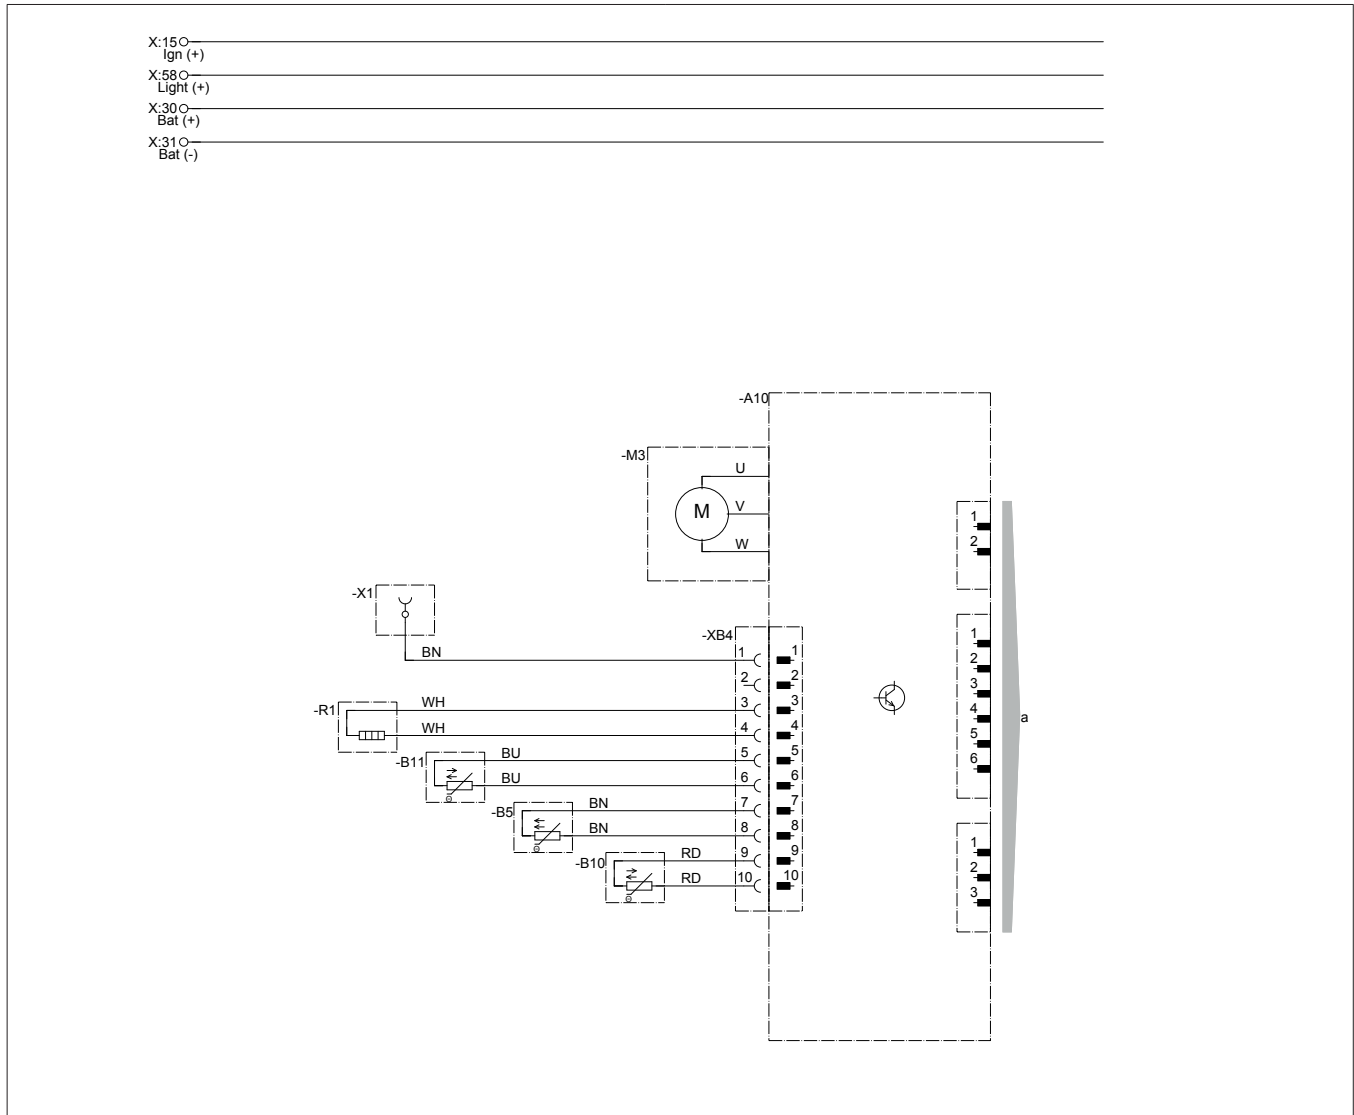 X:15
Ign (+)
X:58
Light (+)
X:30
Bat (+)
X:31
Bat (-)
-A10
-M3
U
M
V
W
1
2
-X1
-XB4
BN
1
1
2
2
-R1
WH
3
3
WH
4
4
-B11
BU
5
5
BU
6
6
-B5
BN
7
7
BN
8
8
-B10
RD
9
9
RD
10
10
1
2
3
4
5
6
a
1
2
3